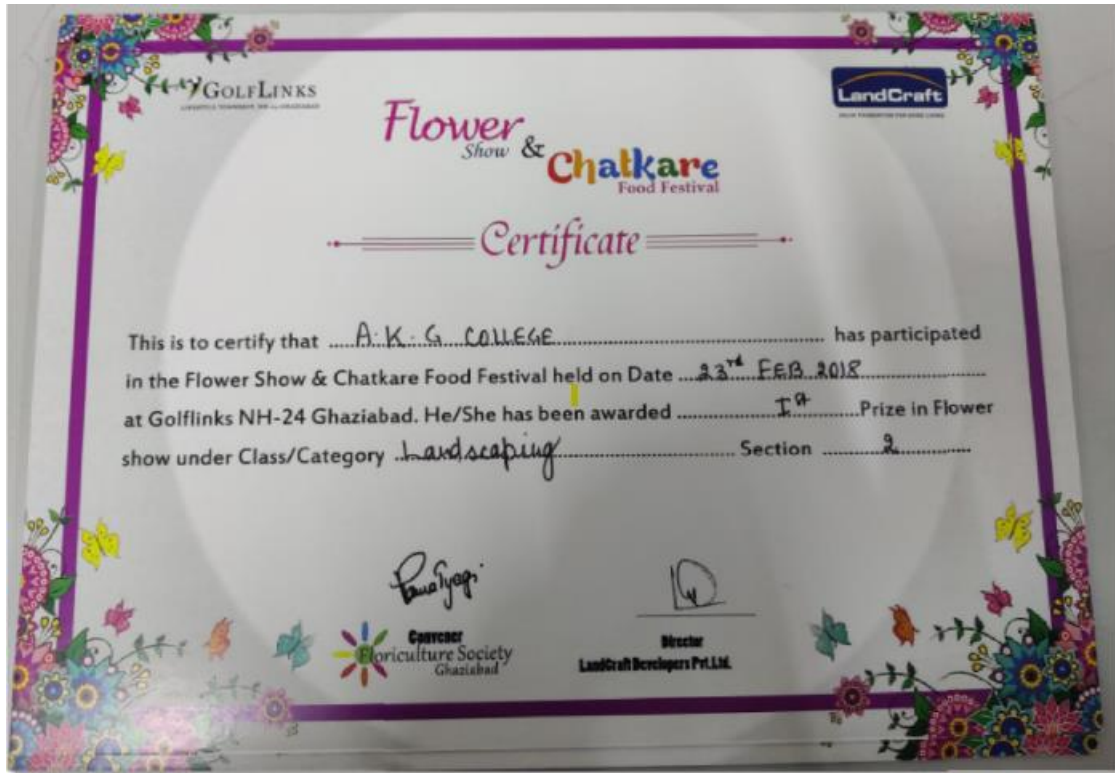 GOLFLINKS
LandCraft
Flower
Show &
Chatkare
Food Festival
Certificate
This is to certify that ....A.K.G COLLEGE.... has participated
in the Flower Show & Chatkare Food Festival held on Date ....23rd FEB 2018....
at Golflinks NH-24 Ghaziabad. He/She has been awarded ....Ist....Prize in Flower
show under Class/Category ..Landscaping.... Section ....2....
Convener
Floriculture Society
Ghaziabad
Director
LandCraft Developers Pvt.Ltd.